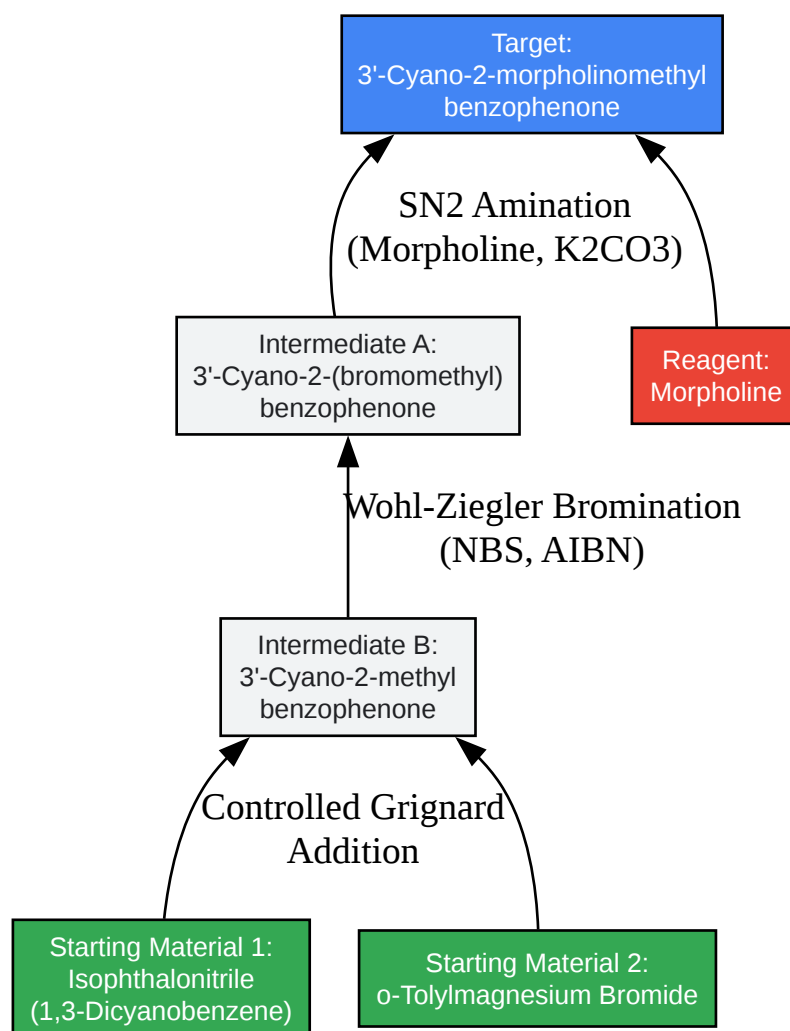 Target:
3'-Cyano-2-morpholinomethyl
benzophenone
SN2 Amination
(Morpholine, K2CO3)
Intermediate A:
3'-Cyano-2-(bromomethyl)
benzophenone
Reagent:
Morpholine
Wohl-Ziegler Bromination
(NBS, AIBN)
Intermediate B:
3'-Cyano-2-methyl
benzophenone
Controlled Grignard
Addition
Starting Material 1:
Isophthalonitrile
(1,3-Dicyanobenzene)
Starting Material 2:
o-Tolylmagnesium Bromide